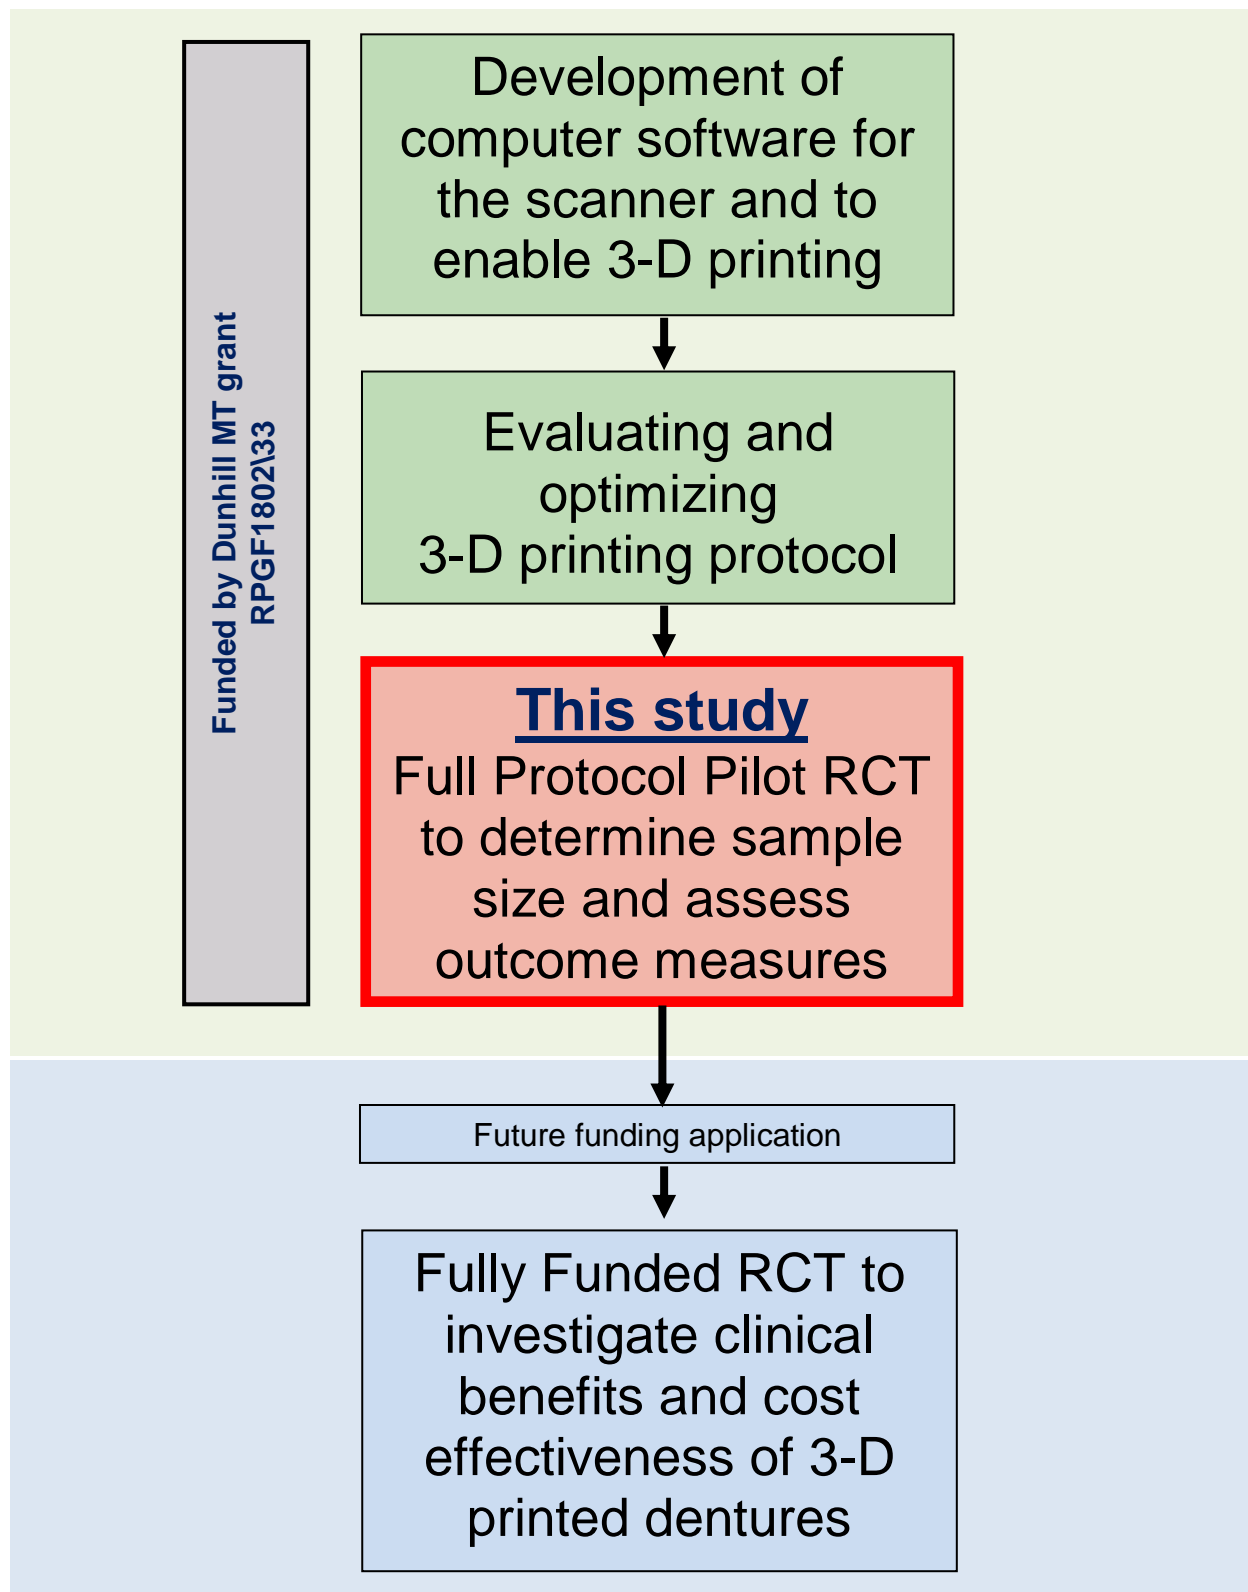 Funded by Dunhill MT grant
RPGF1802\33
Development of
computer software for
the scanner and to
enable 3-D printing
Evaluating and
optimizing
3-D printing protocol
This study
Full Protocol Pilot RCT
to determine sample
size and assess
outcome measures
Future funding application
Fully Funded RCT to
investigate clinical
benefits and cost
effectiveness of 3-D
printed dentures